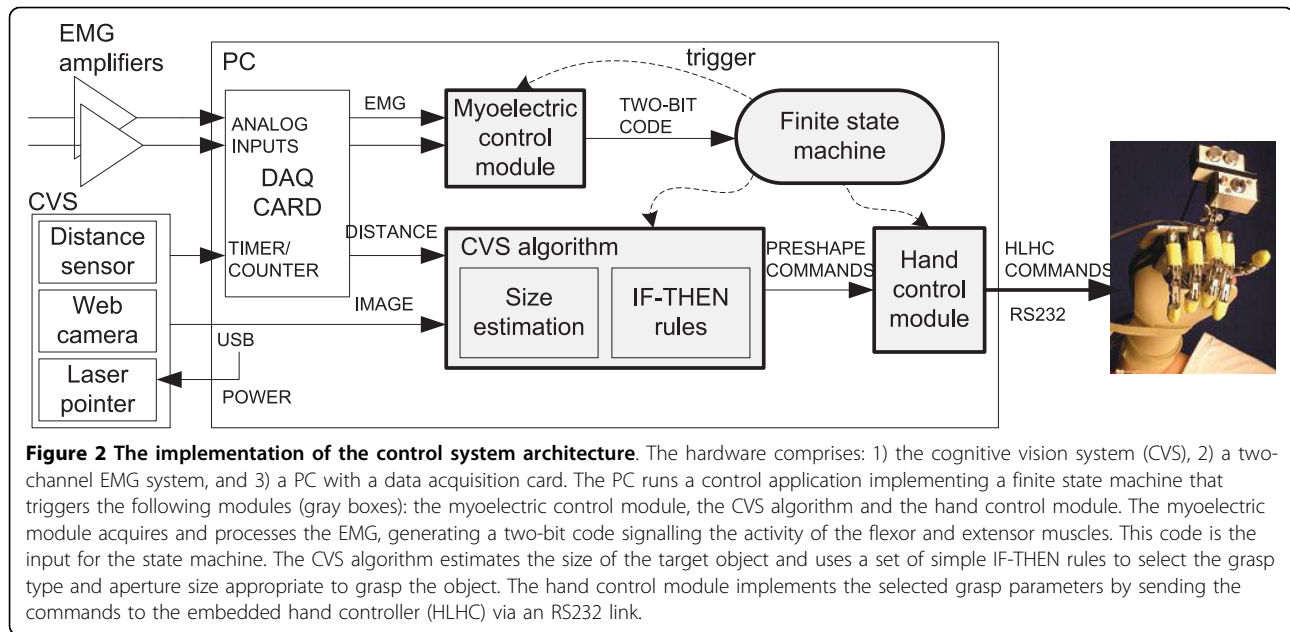 EMG
amplifiers
PC
trigger
EMG
TWO-BIT
CODE
Myoelectric
control
module
Finite state
machine
ANALOG
INPUTS
DAQ
CARD
TIMER/
COUNTER
CVS
Distance
sensor
Web
camera
Laser
pointer
DISTANCE
IMAGE
USB
POWER
CVS algorithm
Size
estimation
IF-THEN
rules
PRESHAPE
COMMANDS
Hand
control
module
HLHC
COMMANDS
RS232
Figure 2 The implementation of the control system architecture. The hardware comprises: 1) the cognitive vision system (CVS), 2) a two-
channel EMG system, and 3) a PC with a data acquisition card. The PC runs a control application implementing a finite state machine that
triggers the following modules (gray boxes): the myoelectric control module, the CVS algorithm and the hand control module. The myoelectric
module acquires and processes the EMG, generating a two-bit code signalling the activity of the flexor and extensor muscles. This code is the
input for the state machine. The CVS algorithm estimates the size of the target object and uses a set of simple IF-THEN rules to select the grasp
type and aperture size appropriate to grasp the object. The hand control module implements the selected grasp parameters by sending the
commands to the embedded hand controller (HLHC) via an RS232 link.